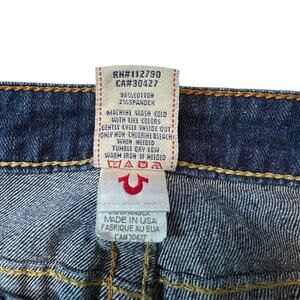 RN#112790
CA#30427
98%COTTON
2%SPANDEX
MACHINE WASH COLD
WITH LIKE COLORS
GENTLE CYCLE INSIDE OUT
ONLY NON-CHLORINE BLEACH
WHEN NEEDED
TUMBLE DRY LOW
WARM IRON IF NEEDED
SPANDEX
MADE IN USA
FABRIQUE AU EUA
CA#30427